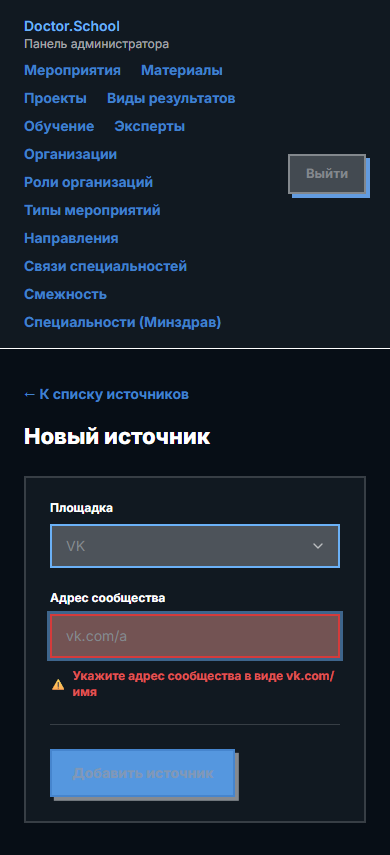 Doctor.School
Панель администратора
Мероприятия Материалы
Проекты Виды результатов
Обучение Эксперты
Организации
Роли организаций
Типы мероприятий
Направления
Связи специальностей
Смежность
Специальности (Минздрав)
Выйти
← К списку источников
Новый источник
Площадка
VK
Адрес сообщества
vk.com/a
Укажите адрес сообщества в виде vk.com/
имя
Добавить источник